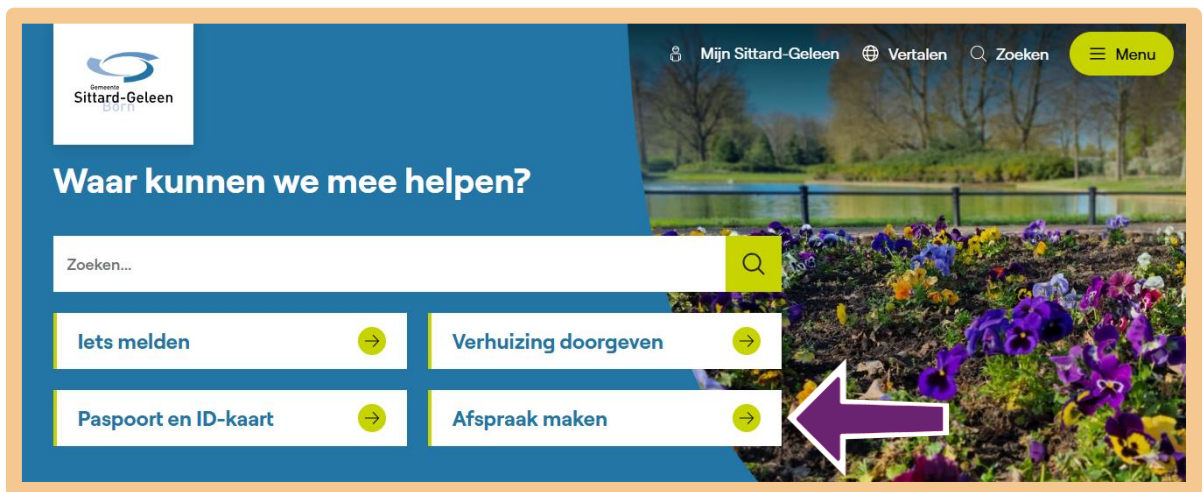 Gemeente
Sittard-Geleen
Born
Mijn Sittard-Geleen
Vertalen
Zoeken
Menu
Waar kunnen we mee helpen?
Zoeken...
Iets melden
Verhuizing doorgeven
Paspoort en ID-kaart
Afspraak maken